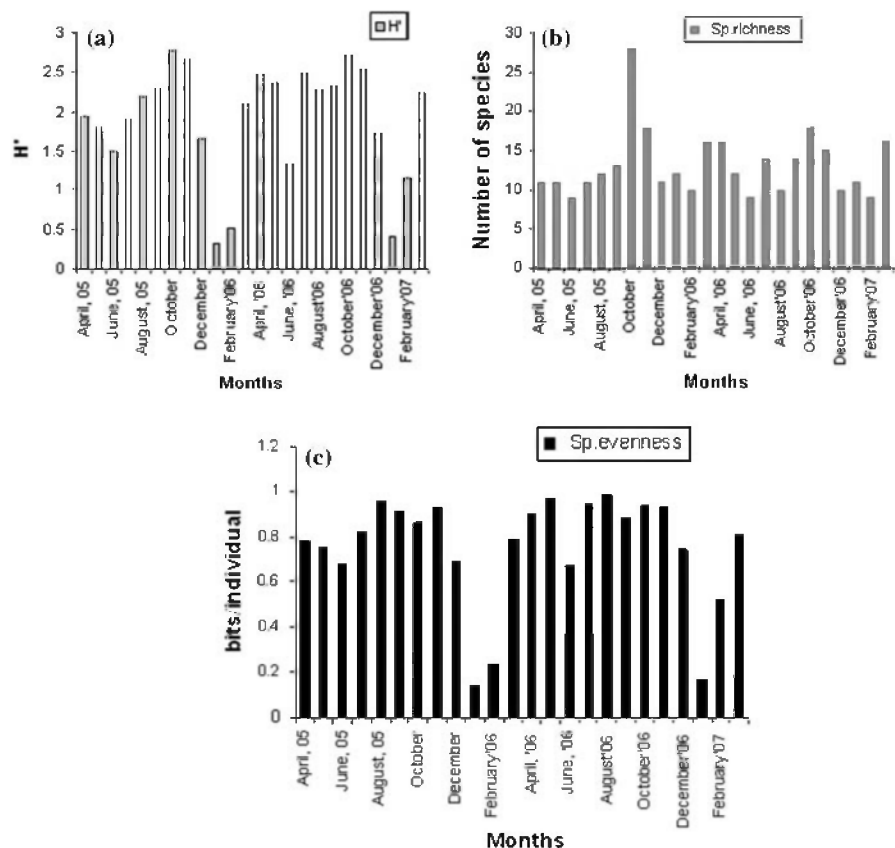 (a)
H'
3
2.5
2
1.5
1
0.5
0
H'
April, 05
June, 05
August, 05
October
December
February'06
April, '06
June, '06
August'06
October'06
December'06
February'07
Months
(b)
Sp.richness
Number of species
30
25
20
15
10
5
0
April, 05
June, 05
August, 05
October
December
February'06
April, '06
June, '06
August'06
October'06
December'06
February'07
Months
(c)
Sp.evenness
bits/individual
1.2
1
0.8
0.6
0.4
0.2
0
April, 05
June, 05
August, 05
October
December
February'06
April, '06
June, '06
August'06
October'06
December'06
February'07
Months